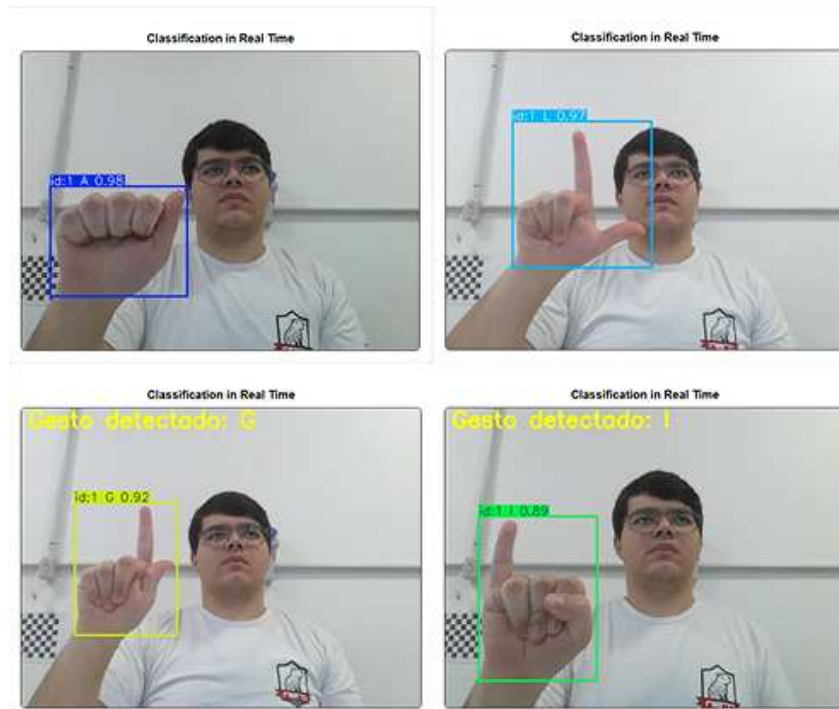 Classification in Real Time
id:1 A 0.98
Classification in Real Time
id:1 L 0.97
Classification in Real Time
Gesto detectado: G
id:1 G 0.92
Classification in Real Time
Gesto detectado: I
id:1 I 0.89